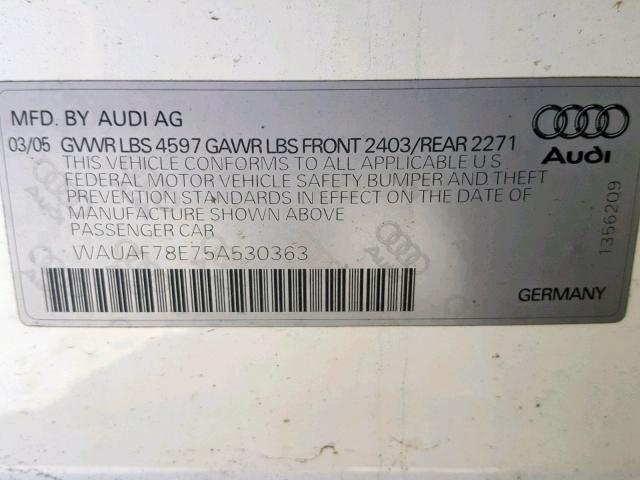 MFD. BY AUDI AG
03/05 GVWR LBS 4597 GAWR LBS FRONT 2403/REAR 2271
THIS VEHICLE CONFORMS TO ALL APPLICABLE U S
FEDERAL MOTOR VEHICLE SAFETY,BUMPER AND THEFT
PREVENTION STANDARDS IN EFFECT ON THE DATE OF
MANUFACTURE SHOWN ABOVE
PASSENGER CAR
WAUAF78E75A530363
Audi
1356209
GERMANY